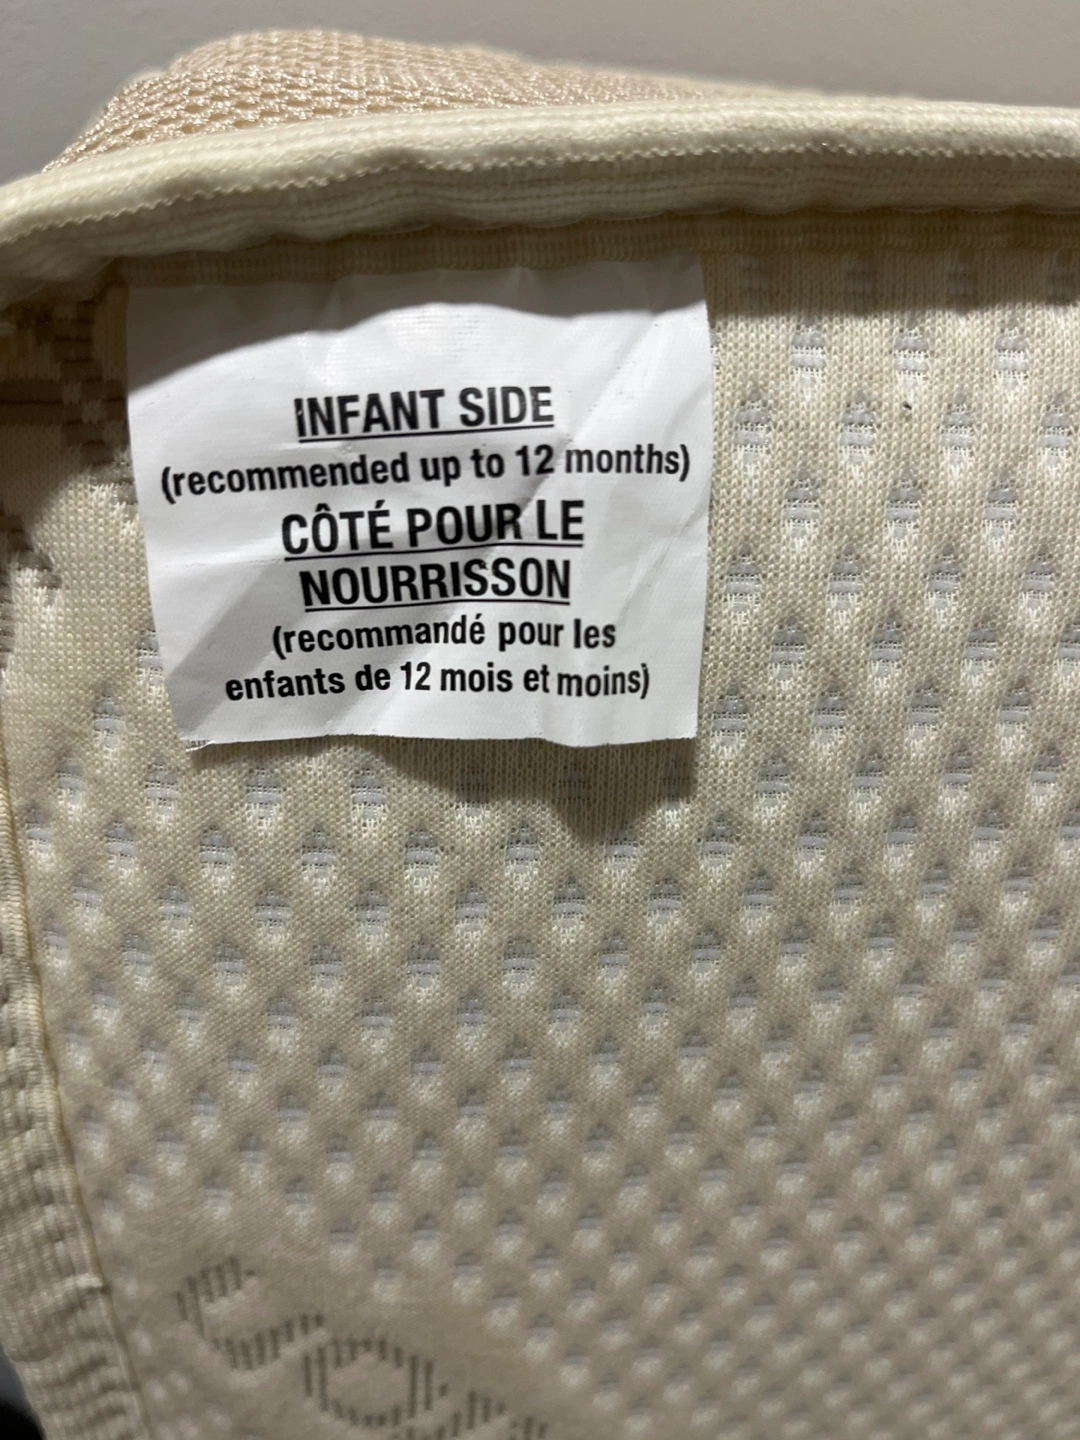 INFANT SIDE
(recommended up to 12 months)
CÔTÉ POUR LE
NOURRISSON
(recommandé pour les
enfants de 12 mois et moins)